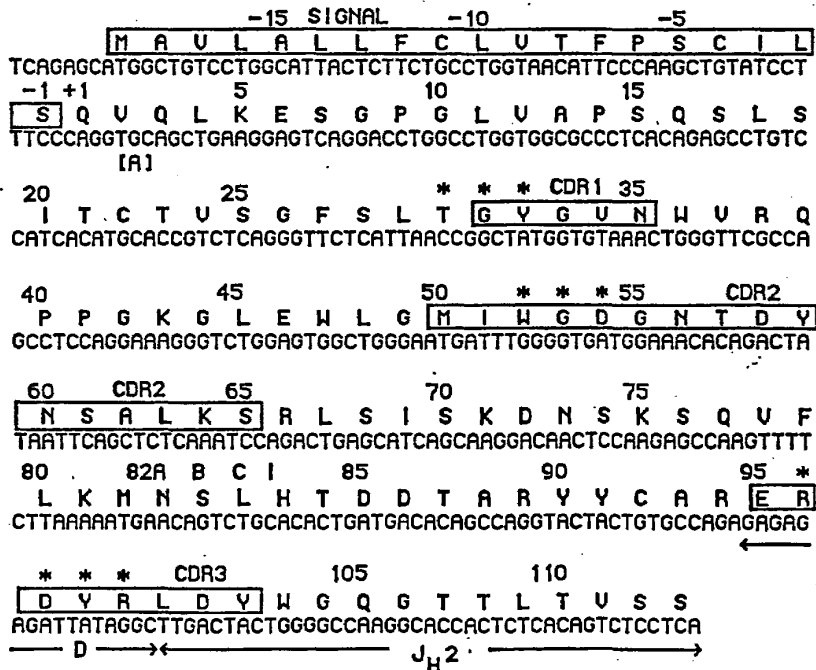 -15 SIGNAL -10 -5
M A V L A L L F C L V T F P S C I L
TCAGAGCATGGCTGTCCTGGCATTACTCTTCTGCCTGGTAACATTCCCAAGCTGTATCCT
-1 +1 5 10 15
S Q V Q L K E S G P G L V A P S Q S L S
TTCCCAGGTGCAGCTGAAGGAGTCAGGACCTGGCCTGGTGGCGCCCTCACAGAGCCTGTC
[A]
20 25 * * * CDR1 35
I T C T V S G F S L T G Y G V N W V R Q
CATCACATGCACCGTCTCAGGGTTCTCATTAACCGGCTATGGTGTAAACTGGGTTCGCCA
40 45 50 * * * 55 CDR2
P P G K G L E W L G M I W G D G N T D Y
GCCTCCAGGAAAGGGTCTGGAGTGGCTGGGAATGATTTGGGGTGATGGAAACACAGACTA
60 CDR2 65 70 75
N S A L K S R L S I S K D N S K S Q V F
TAATTCAGCTCTCAAATCCAGACTGAGCATCAGCAAGGACAACTCCAAGAGCCAAGTTTT
80 82A B C I 85 90 95 *
L K M N S L H T D D T A R Y Y C A R E R
CTTAAAAATGAACAGTCTGCACACTGATGACACAGCCAGGTACTACTGTGCCAGAGAGAG
* * * CDR3 105 110
D Y R L D Y W G Q G T T L T V S S
AGATTATAGGCTTGACTACTGGGGCCAAGGCACCACTCTCACAGTCTCCTCA
D JH2